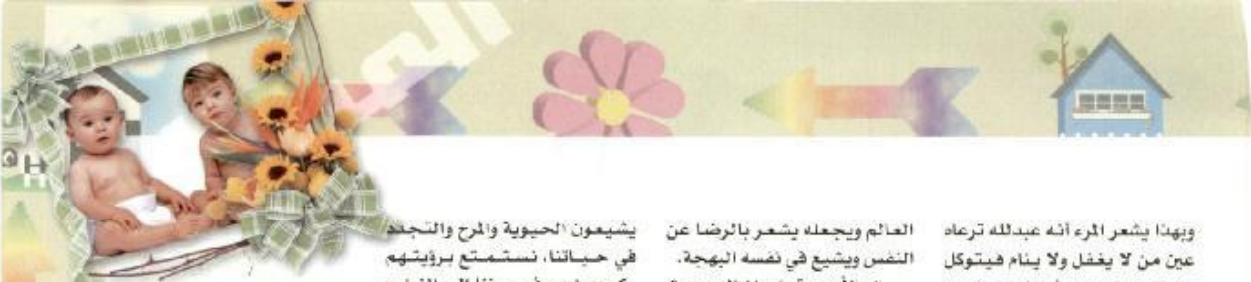 وبهذا يشعر المرء أنه عبدلله ترعاه
عين من لا يغفل ولا ينام فيتوكل
العالم ويجعله يشعر بالرضا عن
النفس ويشيع في نفسه البهجة.
يشيعون الحيوية والمرح والتجدد
في حياتنا، نستمتع برؤيتهم